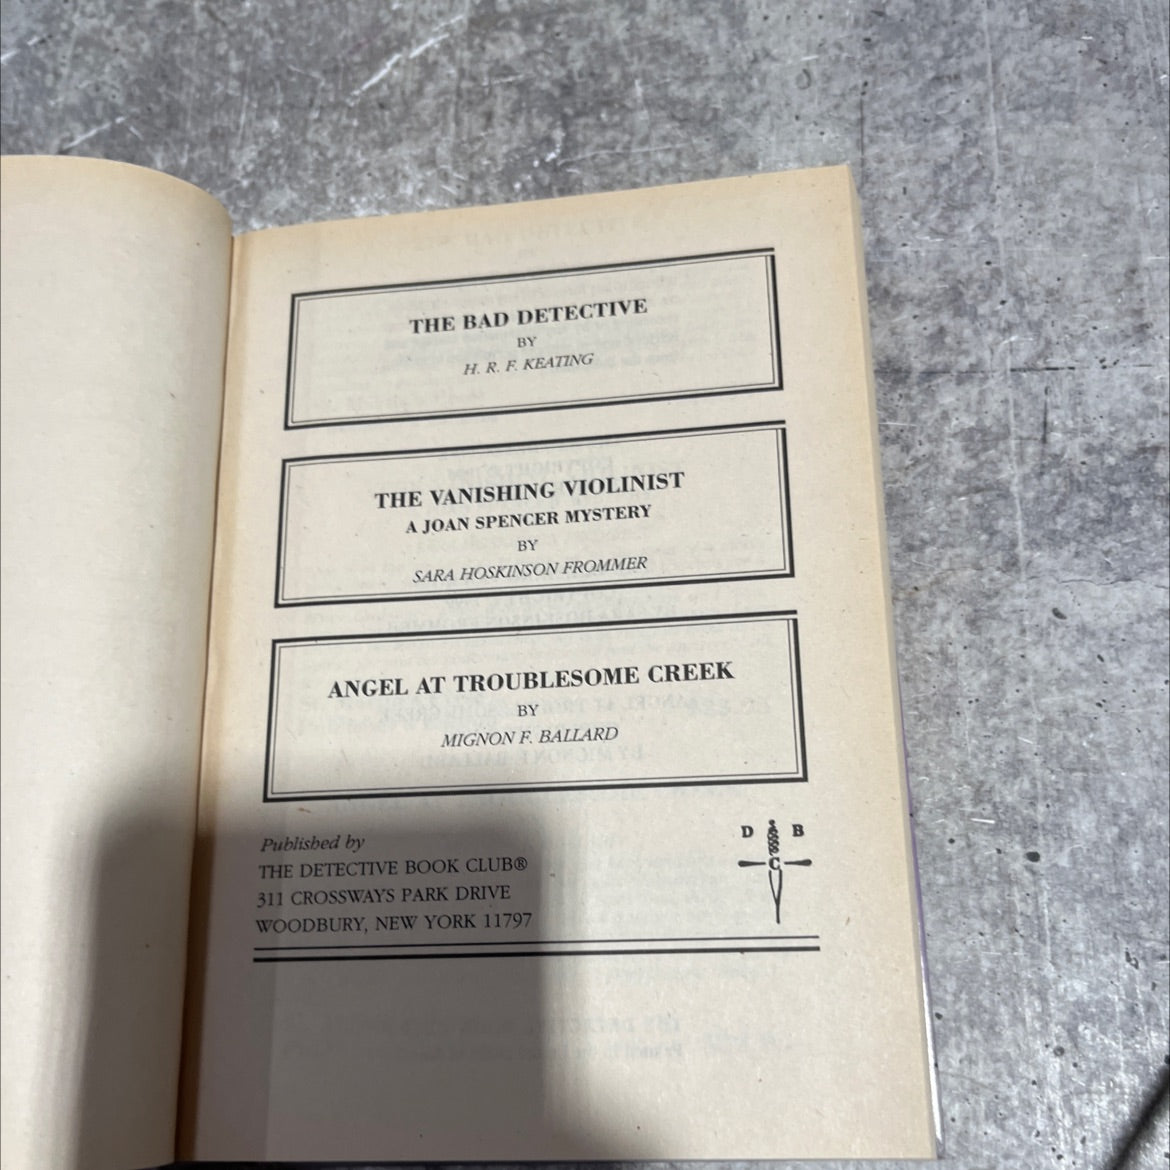 THE BAD DETECTIVE
BY
H. R. F. KEATING
THE VANISHING VIOLINIST
A JOAN SPENCER MYSTERY
BY
SARA HOSKINSON FROMMER
ANGEL AT TROUBLESOME CREEK
BY
MIGNON F. BALLARD
Published by
THE DETECTIVE BOOK CLUB®
311 CROSSWAYS PARK DRIVE
WOODBURY, NEW YORK 11797
D B
C